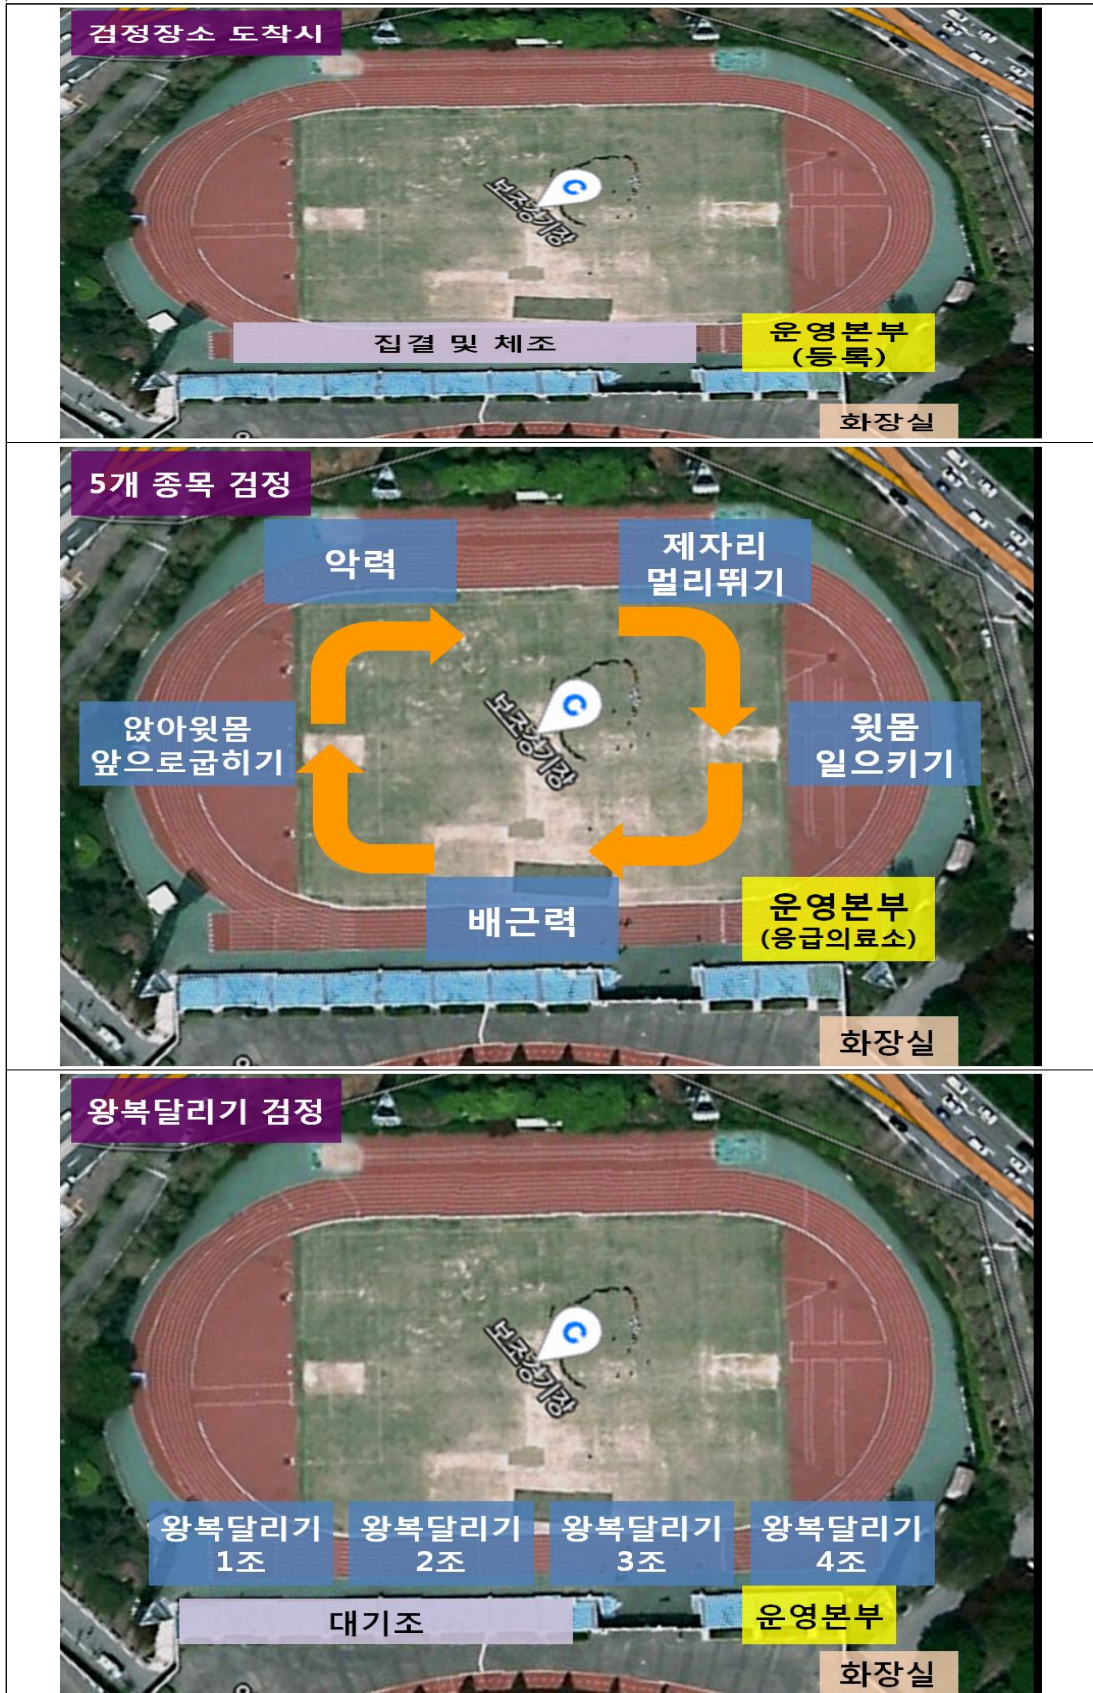 검정장소 도착시
보조경기장
집결 및 체조
운영본부
(등록)
화장실
5개 종목 검정
악력
제자리
멀리뛰기
보조경기장
앉아윗몸
앞으로굽히기
윗몸
일으키기
배근력
운영본부
(응급의료소)
화장실
왕복달리기 검정
보조경기장
왕복달리기
1조
왕복달리기
2조
왕복달리기
3조
왕복달리기
4조
대기조
운영본부
화장실